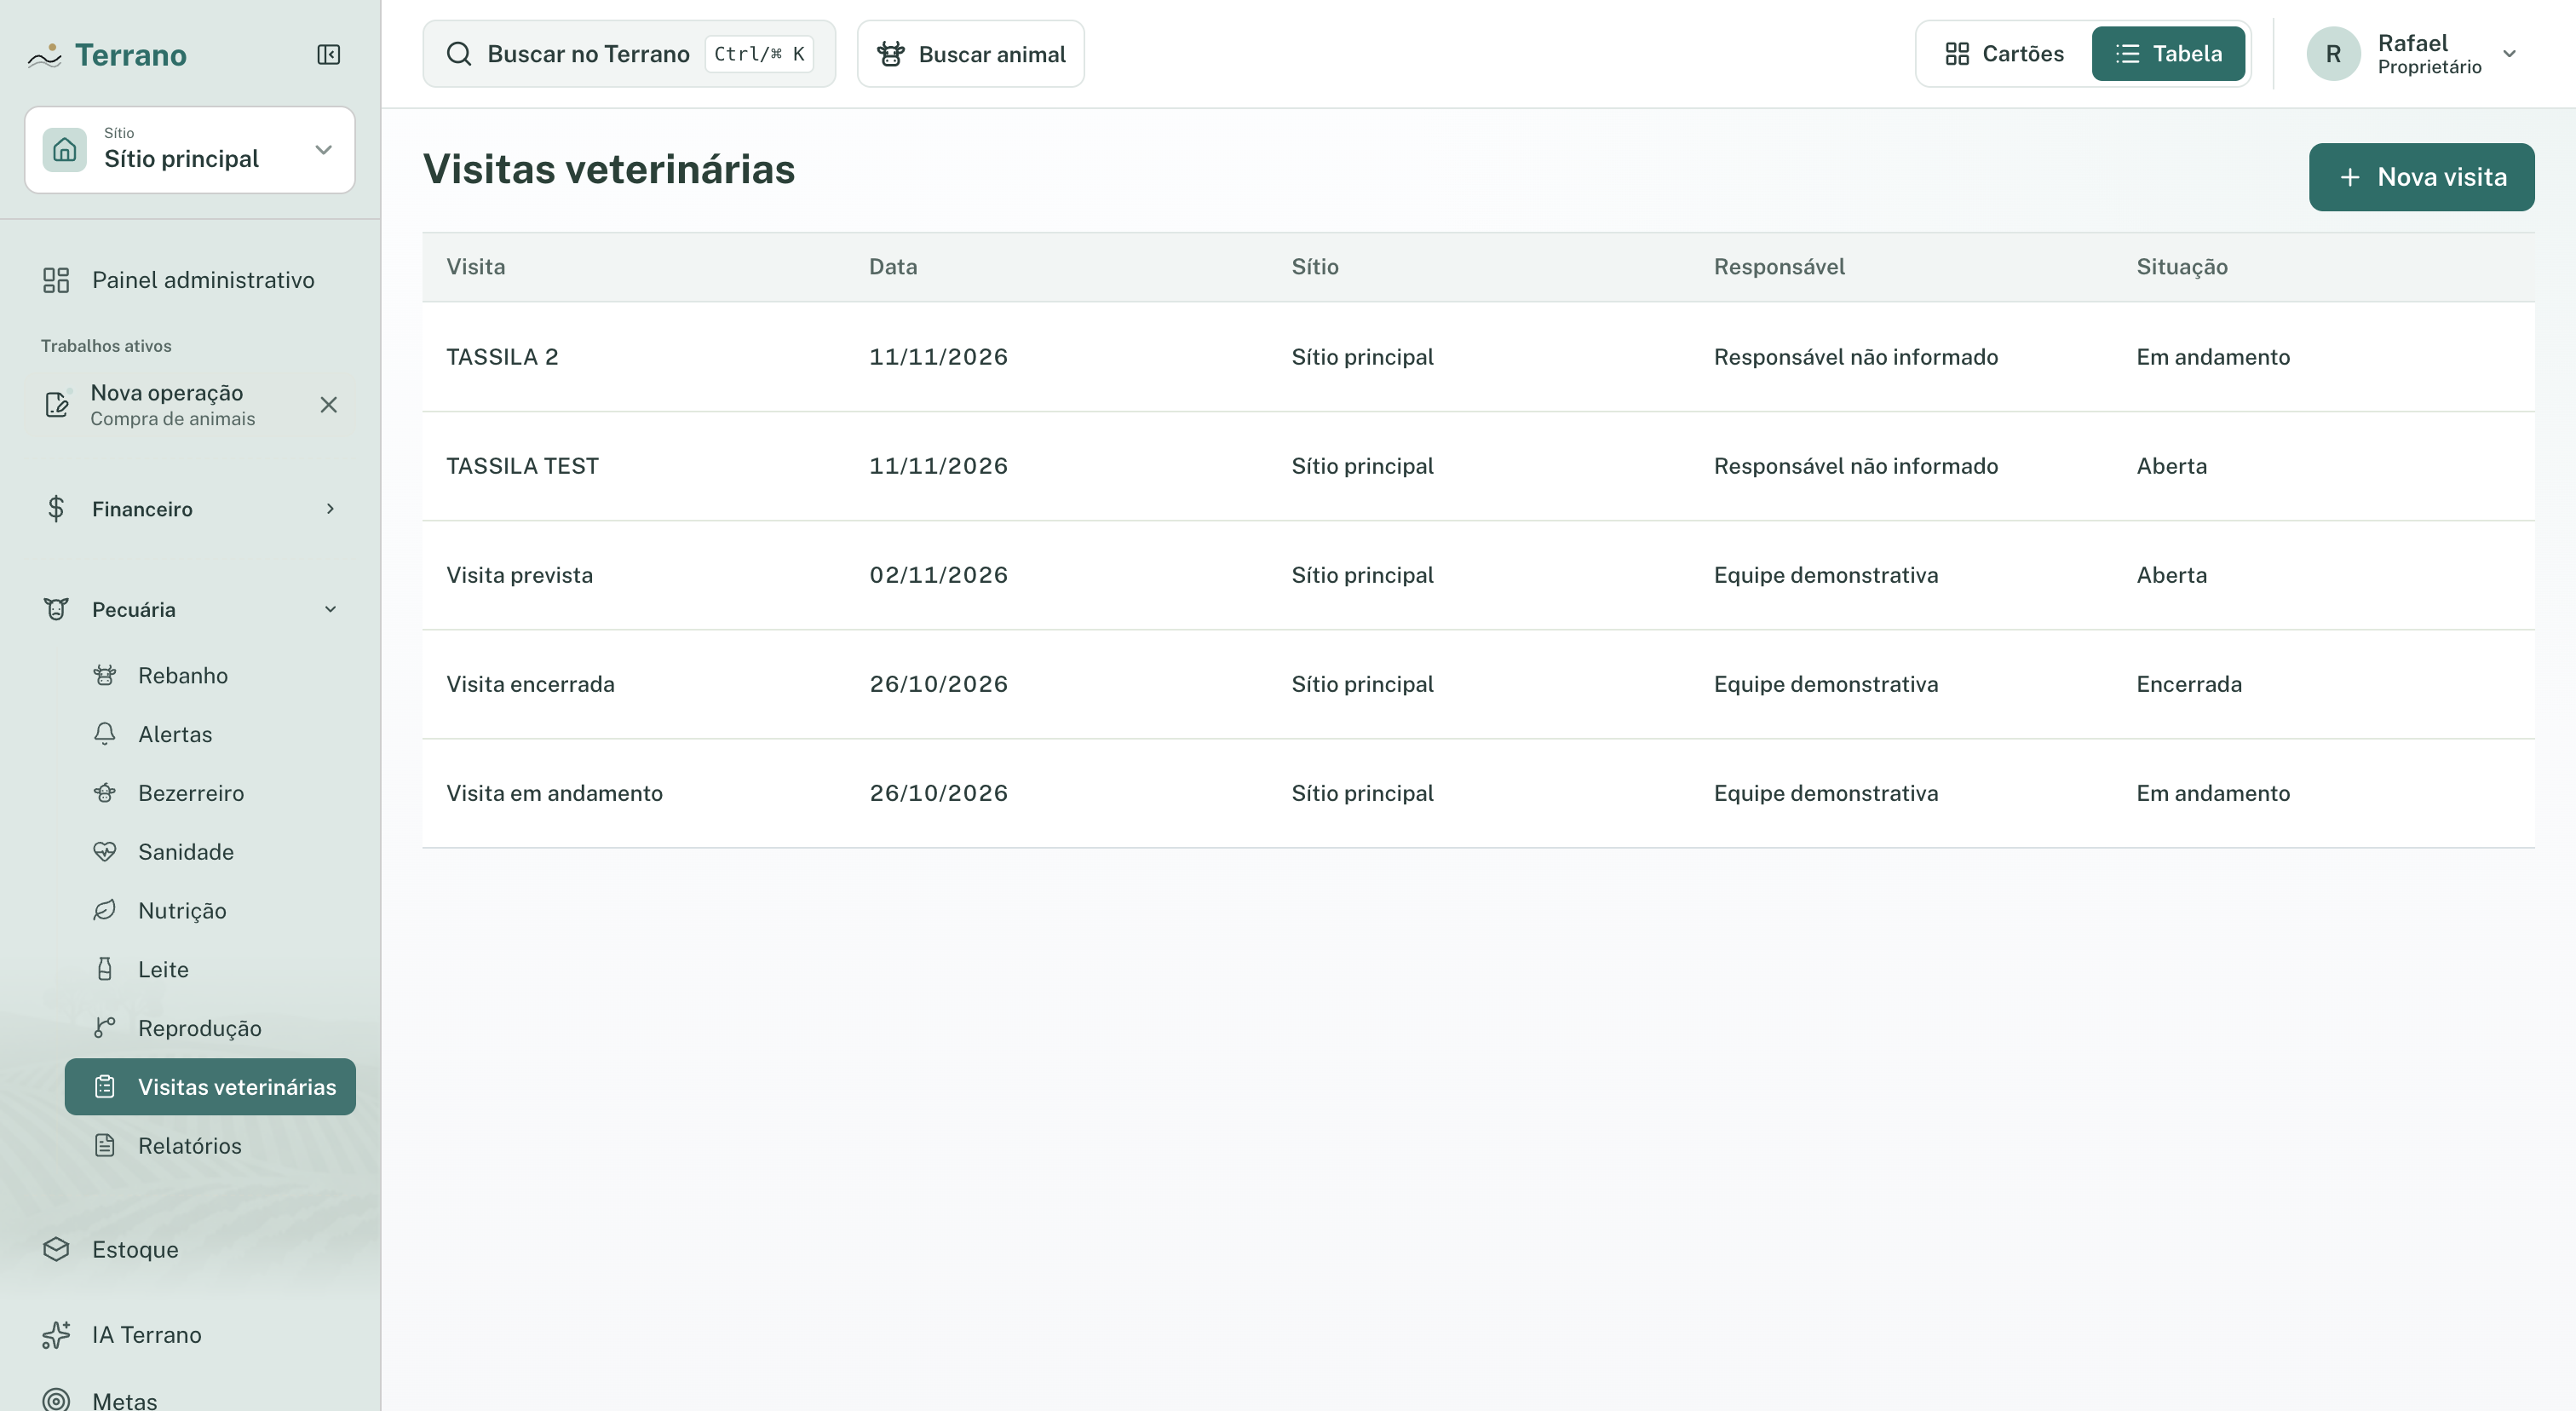 Terrano
Sítio
Sítio principal
Painel administrativo
Trabalhos ativos
Nova operação
Compra de animais
Financeiro
Pecuária
Rebanho
Alertas
Bezerreiro
Sanidade
Nutrição
Leite
Reprodução
Visitas veterinárias
Relatórios
Estoque
IA Terrano
Metas
Buscar no Terrano Ctrl/⌘ K
Buscar animal
Cartões
Tabela
R
Rafael
Proprietário
Visitas veterinárias
Nova visita
Visita Data Sítio Responsável Situação
TASSILA 2 11/11/2026 Sítio principal Responsável não informado Em andamento
TASSILA TEST 11/11/2026 Sítio principal Responsável não informado Aberta
Visita prevista 02/11/2026 Sítio principal Equipe demonstrativa Aberta
Visita encerrada 26/10/2026 Sítio principal Equipe demonstrativa Encerrada
Visita em andamento 26/10/2026 Sítio principal Equipe demonstrativa Em andamento